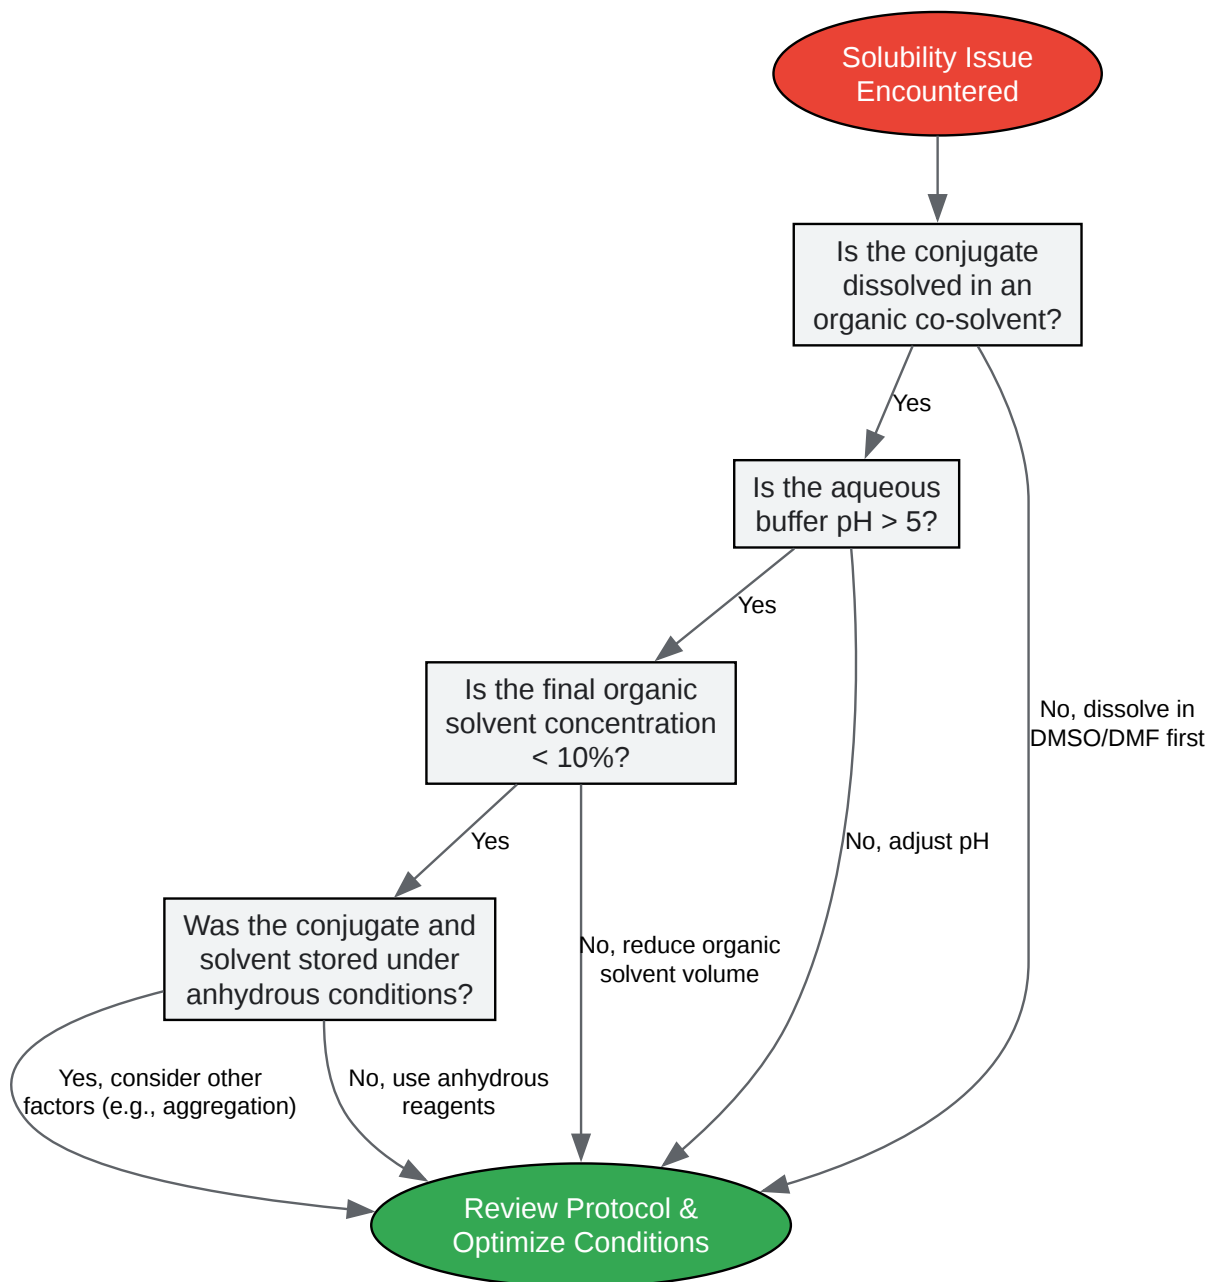 Solubility Issue
Encountered
Is the conjugate
dissolved in an
organic co-solvent?
Yes
Is the aqueous
buffer pH > 5?
Yes
Is the final organic
solvent concentration
< 10%?
No, dissolve in
DMSO/DMF first
Yes
No, adjust pH
Was the conjugate and
solvent stored under
anhydrous conditions?
No, reduce organic
solvent volume
Yes, consider other
factors (e.g., aggregation)
No, use anhydrous
reagents
Review Protocol &
Optimize Conditions